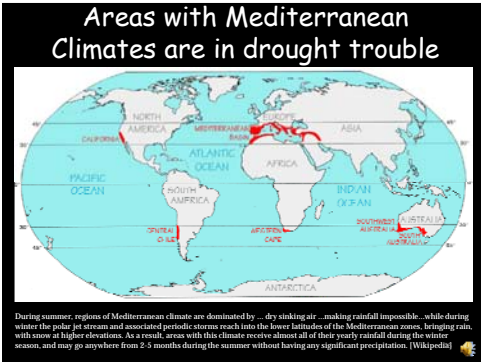 Areas with Mediterranean
Climates are in drought trouble
NORTH
AMERICA
EUROPE
ASIA
MEDITERRANEAN
BASIN
CALIFORNIA
ATLANTIC
OCEAN
AFRICA
PACIFIC
OCEAN
SOUTH
AMERICA
INDIAN
OCEAN
CENTRAL
CHILE
WESTERN
CAPE
SOUTHWEST
AUSTRALIA
AUSTRALIA
SOUTH
AUSTRALIA
ANTARCTICA
During summer, regions of Mediterranean climate are dominated by ... dry sinking air ...making rainfall impossible...while during
winter the polar jet stream and associated periodic storms reach into the lower latitudes of the Mediterranean zones, bringing rain,
with snow at higher elevations. As a result, areas with this climate receive almost all of their yearly rainfall during the winter
season, and may go anywhere from 2-5 months during the summer without having any significant precipitation. [Wikipedia]